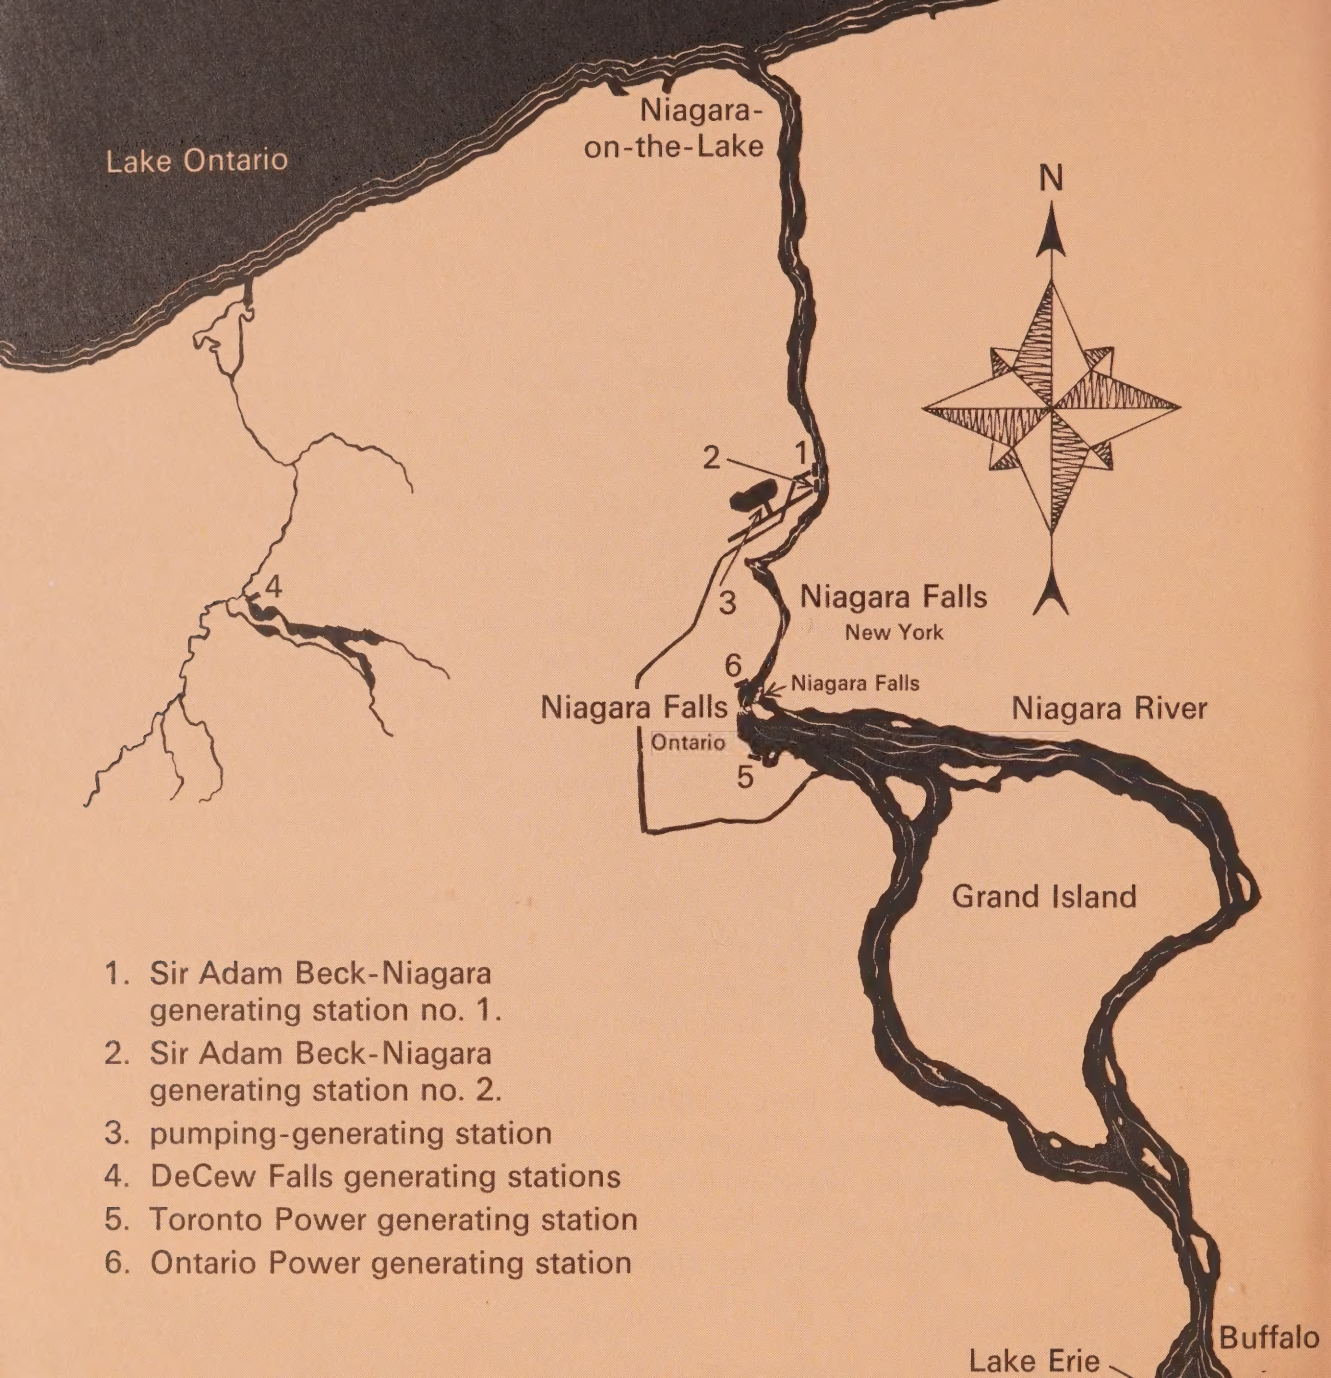 Lake Ontario
Niagara-
on-the-Lake
N
2
1
3
4
Niagara Falls
New York
6
Niagara Falls
Niagara Falls
Ontario
5
Niagara River
Grand Island
1. Sir Adam Beck-Niagara
generating station no. 1.
2. Sir Adam Beck-Niagara
generating station no. 2.
3. pumping-generating station
4. DeCew Falls generating stations
5. Toronto Power generating station
6. Ontario Power generating station
Buffalo
Lake Erie